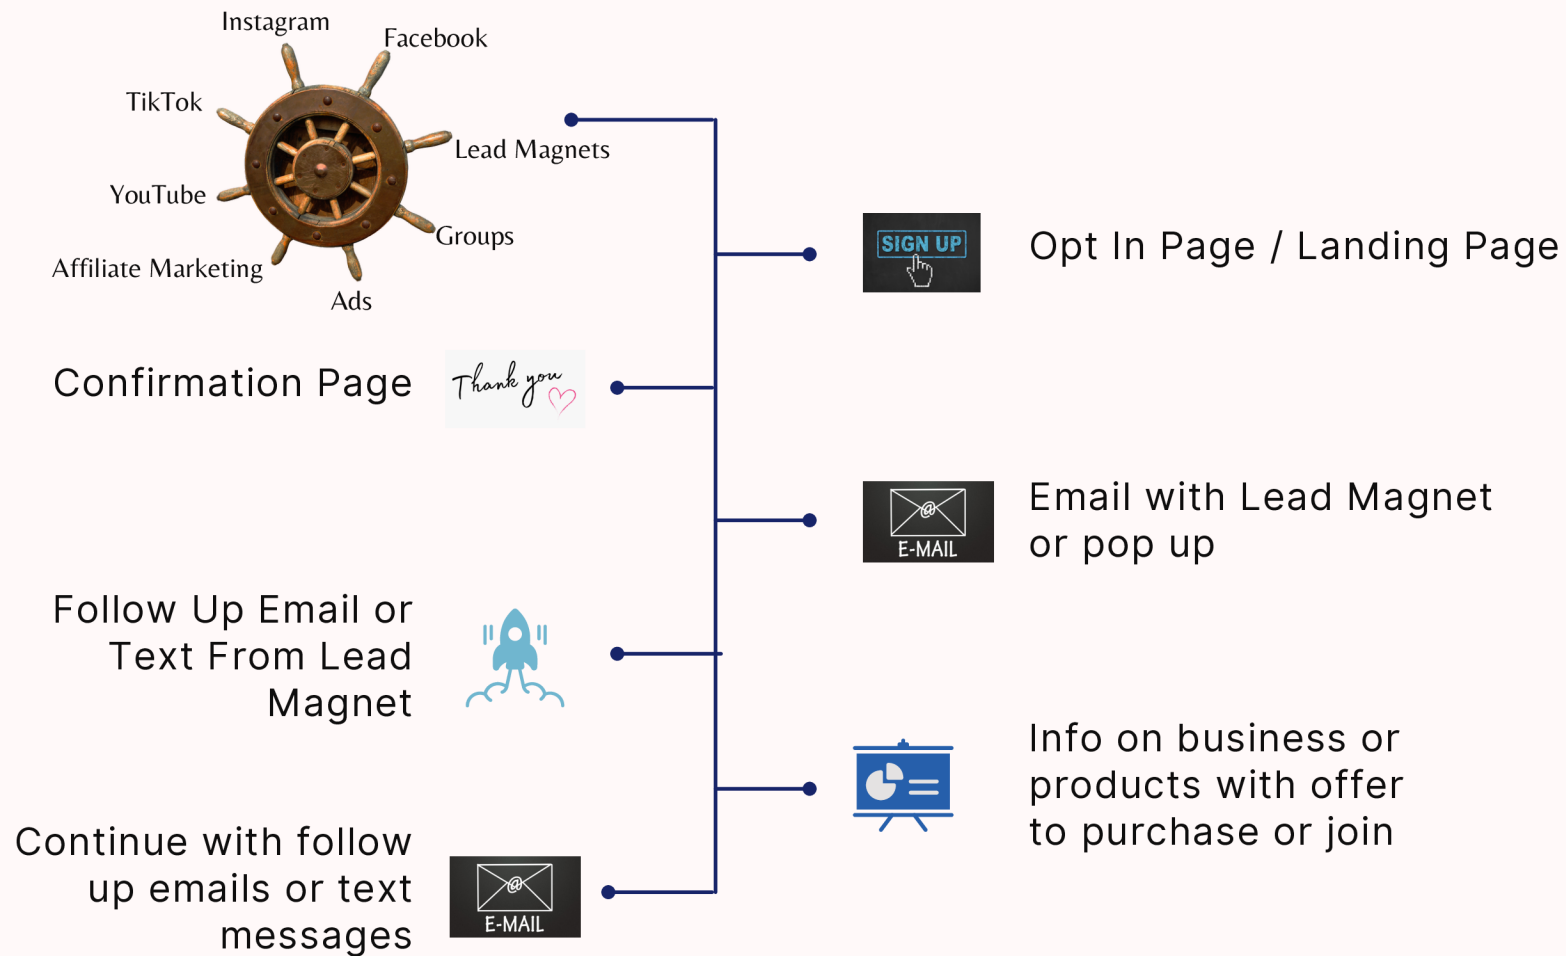 Instagram
Facebook
TikTok
Lead Magnets
YouTube
Groups
Affiliate Marketing
Ads
SIGN UP
Opt In Page / Landing Page
Confirmation Page
Thank you
@
E-MAIL
Email with Lead Magnet
or pop up
Follow Up Email or
Text From Lead
Magnet
Info on business or
products with offer
to purchase or join
Continue with follow
up emails or text
messages
@
E-MAIL